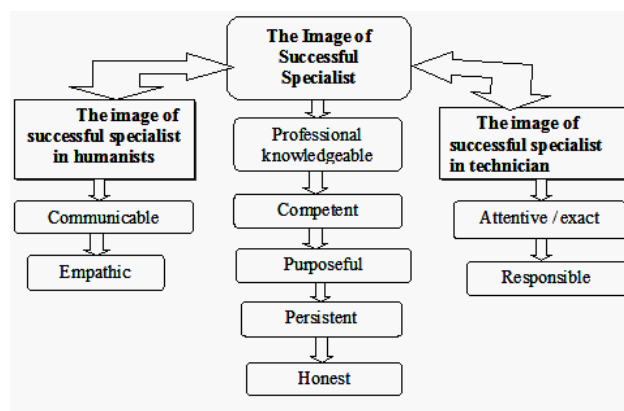 The Image of
Successful
Specialist
The image of
successful specialist
in humanists
Communicable
Empathic
Professional
knowledgeable
Competent
Purposeful
Persistent
Honest
The image of
successful specialist
in technician
Attentive / exact
Responsible